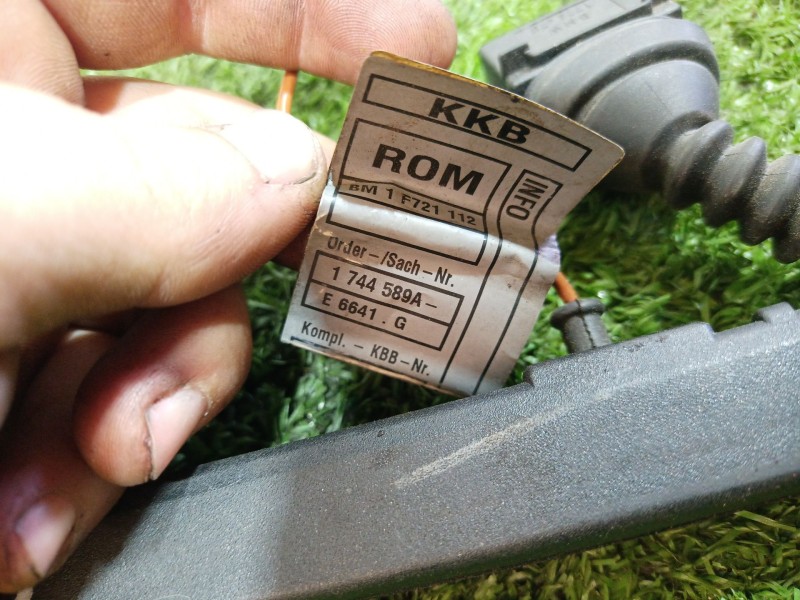 KKB
ROM
INFO
BM 1 F721 112
Order-/Sach-Nr.
1 744 589A-
E 6641.G
Kompl. - KBB-Nr.